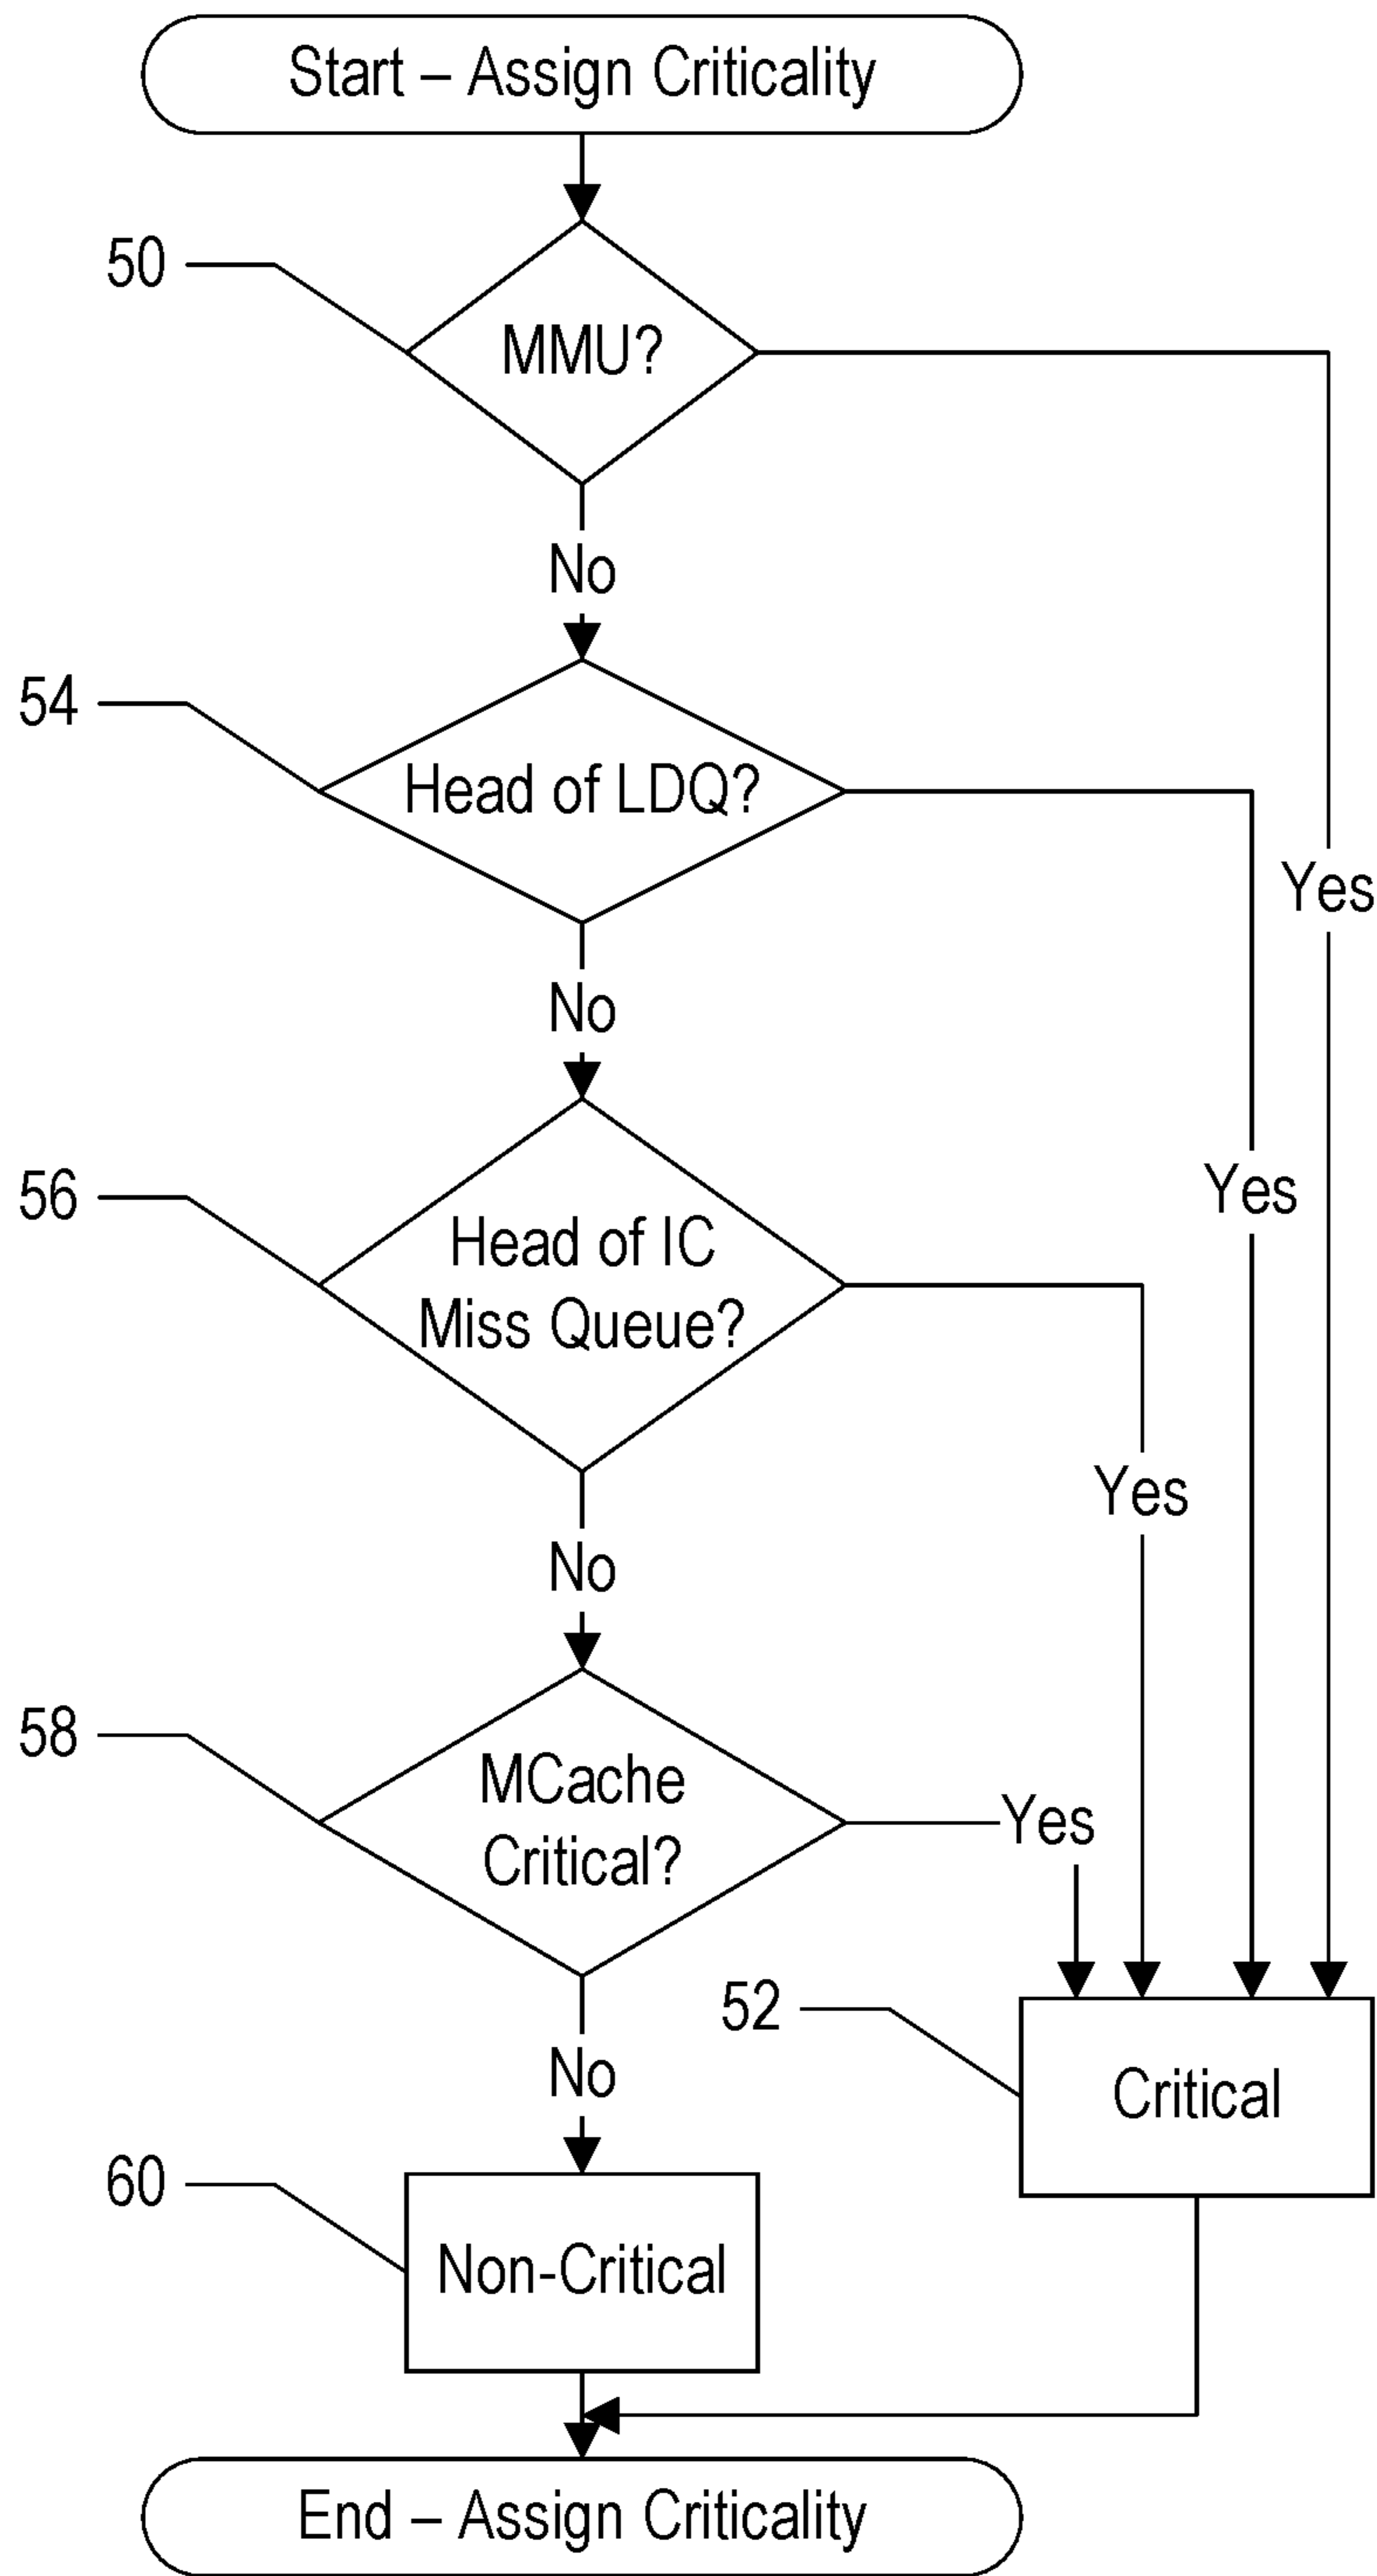 Start – Assign Criticality
50
MMU?
No
54
Head of LDQ?
Yes
No
Yes
56
Head of IC
Miss Queue?
Yes
No
58
MCache
Critical?
Yes
52
No
Critical
60
Non-Critical
End – Assign Criticality